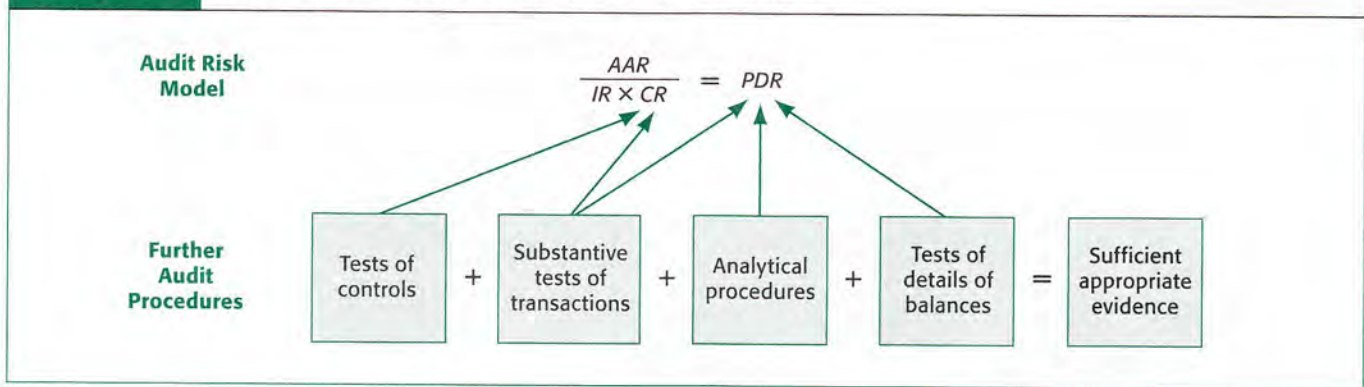 Audit Risk
Model
AAR
IR × CR
= PDR
Further
Audit
Procedures
Tests of
controls
+
Substantive
tests of
transactions
+
Analytical
procedures
+
Tests of
details of
balances
=
Sufficient
appropriate
evidence